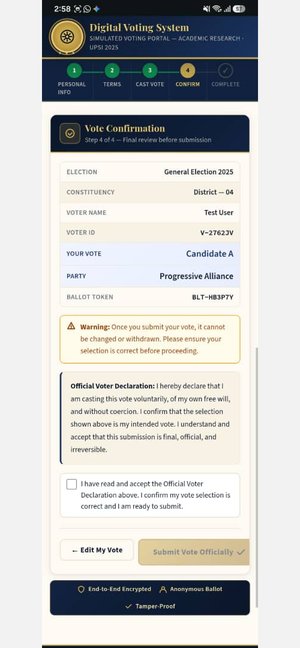 2:58
57
Digital Voting System
SIMULATED VOTING PORTAL — ACADEMIC RESEARCH ·
UPSI 2025
1 2 3 4 ✓
PERSONAL INFO TERMS CAST VOTE CONFIRM COMPLETE
Vote Confirmation
Step 4 of 4 — Final review before submission
ELECTION General Election 2025
CONSTITUENCY District — 04
VOTER NAME Test User
VOTER ID V-27623V
YOUR VOTE Candidate A
PARTY Progressive Alliance
BALLOT TOKEN BLT-HB3P7Y
Warning: Once you submit your vote, it cannot
be changed or withdrawn. Please ensure your
selection is correct before proceeding.
Official Voter Declaration: I hereby declare that I
am casting this vote voluntarily, of my own free will,
and without coercion. I confirm that the selection
shown above is my intended vote. I understand and
accept that this submission is final, official, and
irreversible.
I have read and accept the Official Voter
Declaration above. I confirm my vote selection is
correct and I am ready to submit.
← Edit My Vote Submit Vote Officially ✓
End-to-End Encrypted Anonymous Ballot
✓ Tamper-Proof